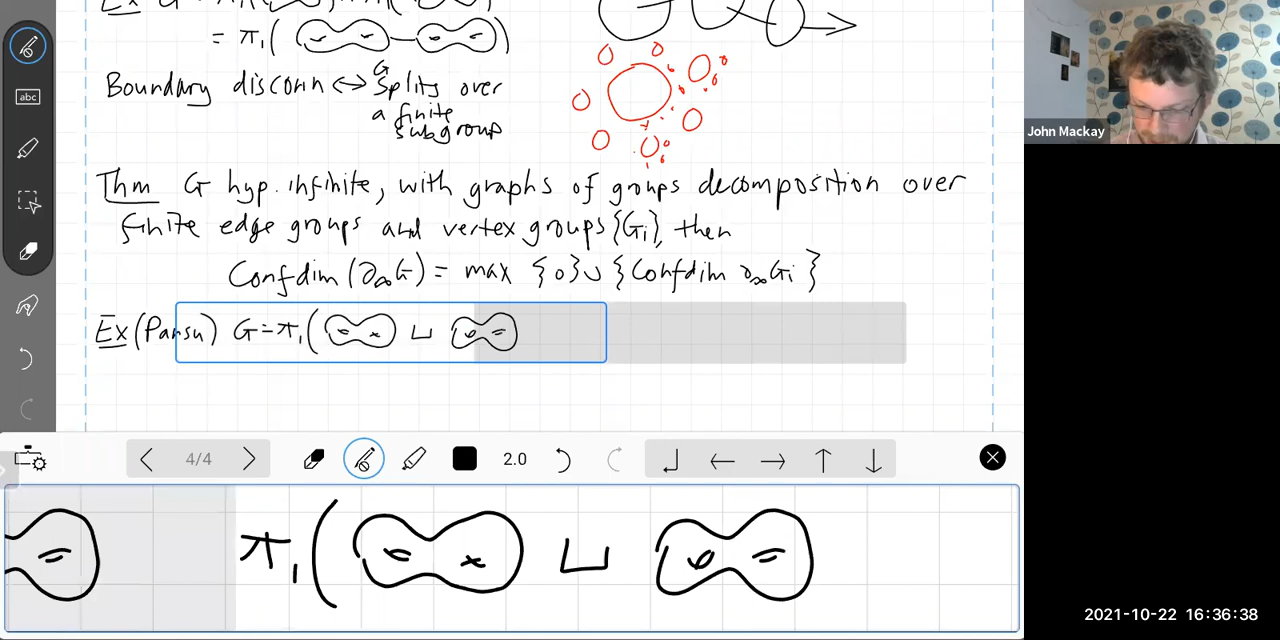 = π₁(
Boundary disconn ↔ G splits over
a finite
subgroup
Thm G hyp. infinite, with graphs of groups decomposition over
finite edge groups and vertex groups {Gi}, then
Confdim (∂∞G) = max {0} ∪ {Confdim ∂∞Gi}
Ex (Pansu) G = π₁( ⊔
John Mackay
abc
4/4
2.0
π₁( ⊔
2021-10-22 16:36:38